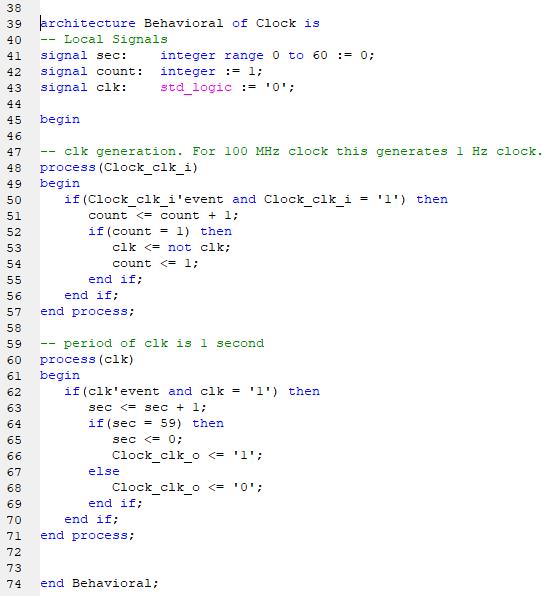 38
39 architecture Behavioral of Clock is
40 -- Local Signals
41 signal sec:    integer range 0 to 60 := 0;
42 signal count:  integer := 1;
43 signal clk:    std_logic := '0';
44
45 begin
46
47 -- clk generation. For 100 MHz clock this generates 1 Hz clock.
48 process(Clock_clk_i)
49 begin
50    if(Clock_clk_i'event and Clock_clk_i = '1') then
51       count <= count + 1;
52       if(count = 1) then
53          clk <= not clk;
54          count <= 1;
55       end if;
56    end if;
57 end process;
58
59 -- period of clk is 1 second
60 process(clk)
61 begin
62    if(clk'event and clk = '1') then
63       sec <= sec + 1;
64       if(sec = 59) then
65          sec <= 0;
66          Clock_clk_o <= '1';
67       else
68          Clock_clk_o <= '0';
69       end if;
70    end if;
71 end process;
72
73
74 end Behavioral;